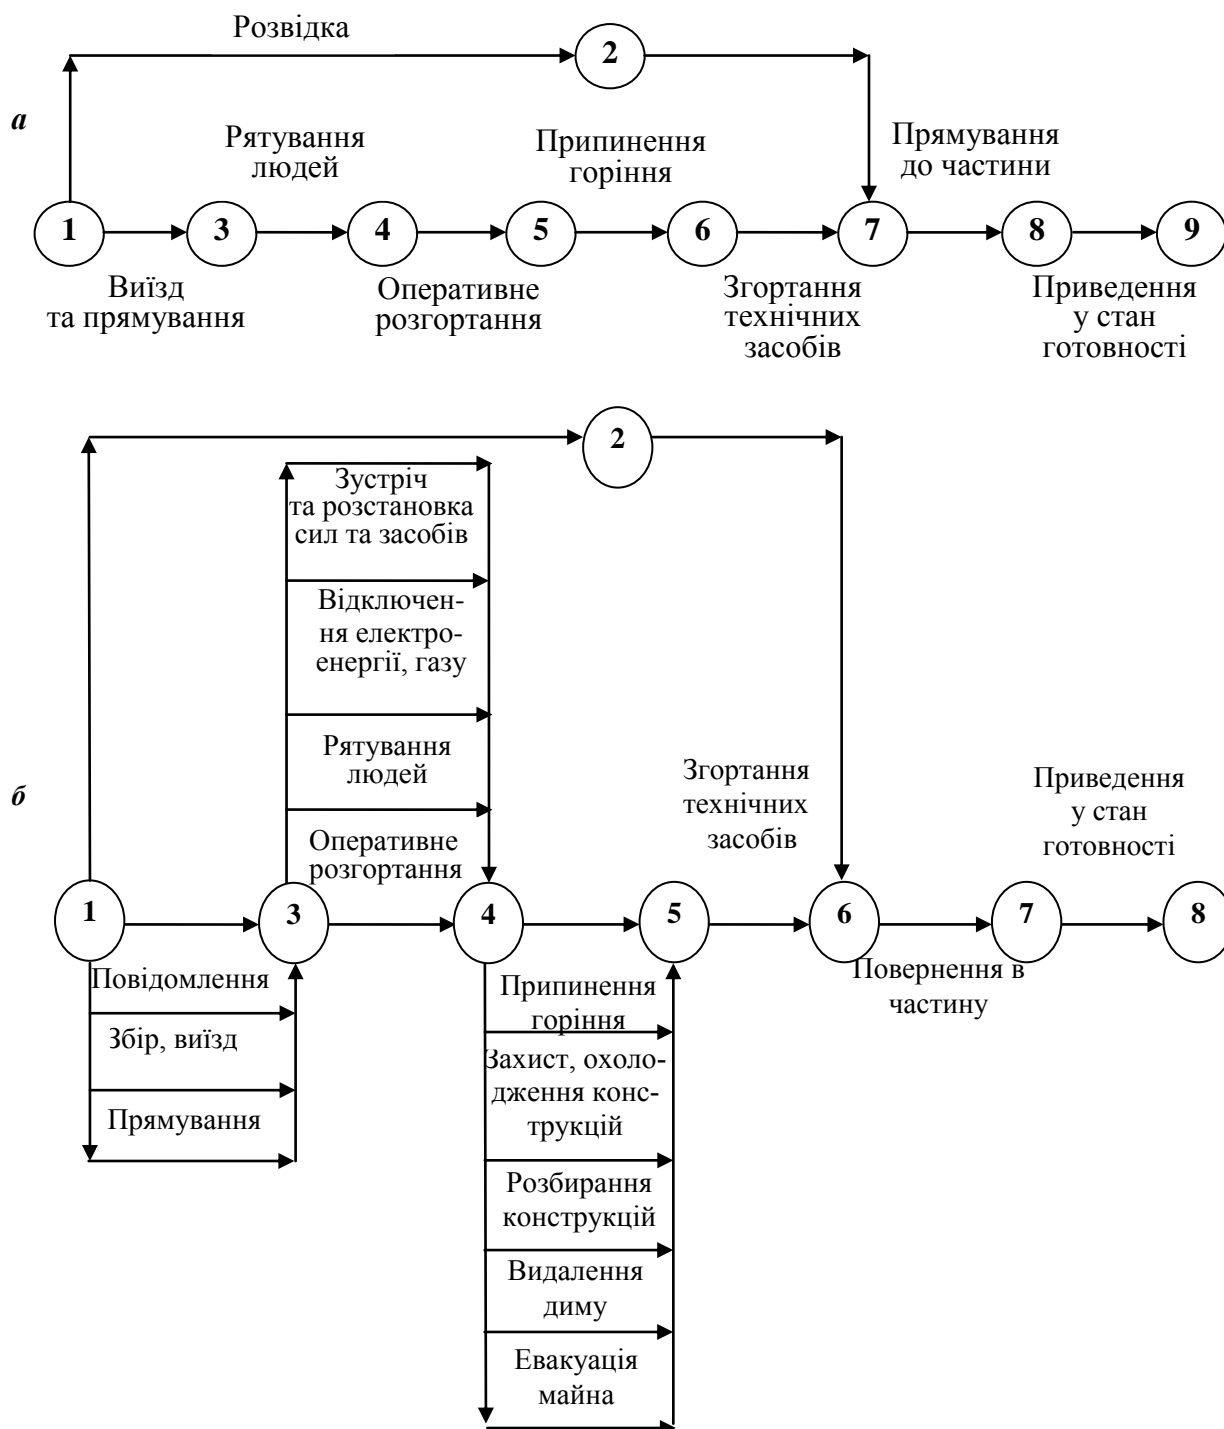 Розвідка
2
а
Рятування
людей
Припинення
горіння
Прямування
до частини
1
3
4
5
6
7
8
9
Виїзд
та прямування
Оперативне
розгортання
Згортання
технічних
засобів
Приведення
у стан
готовності
2
Зустріч
та розстановка
сил та засобів
Відключен-
ня електро-
енергії, газу
Рятування
людей
Оперативне
розгортання
б
Згортання
технічних
засобів
Приведення
у стан
готовності
1
3
4
5
6
7
8
Повідомлення
Збір, виїзд
Прямування
Припинення
горіння
Захист, охоло-
дження конс-
трукцій
Розбирання
конструкцій
Видалення
диму
Евакуація
майна
Повернення в
частину